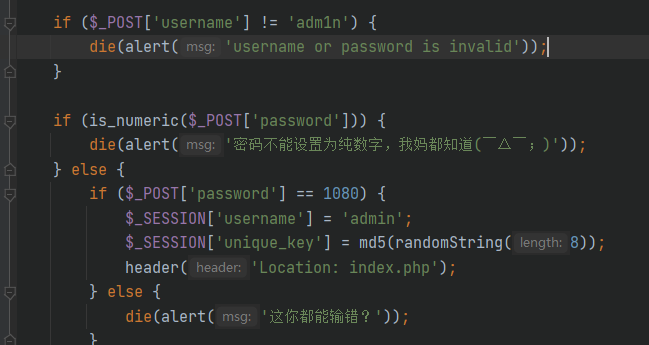 if ($_POST['username'] != 'adm1n') {
die(alert( msg: 'username or password is invalid'));
}
if (is_numeric($_POST['password'])) {
die(alert( msg: '密码不能设置为纯数字，我妈都知道(￣△￣；)'));
} else {
if ($_POST['password'] == 1080) {
$_SESSION['username'] = 'admin';
$_SESSION['unique_key'] = md5(randomString( length: 8));
header( header: 'Location: index.php');
} else {
die(alert( msg: '这你都能输错？'));
}